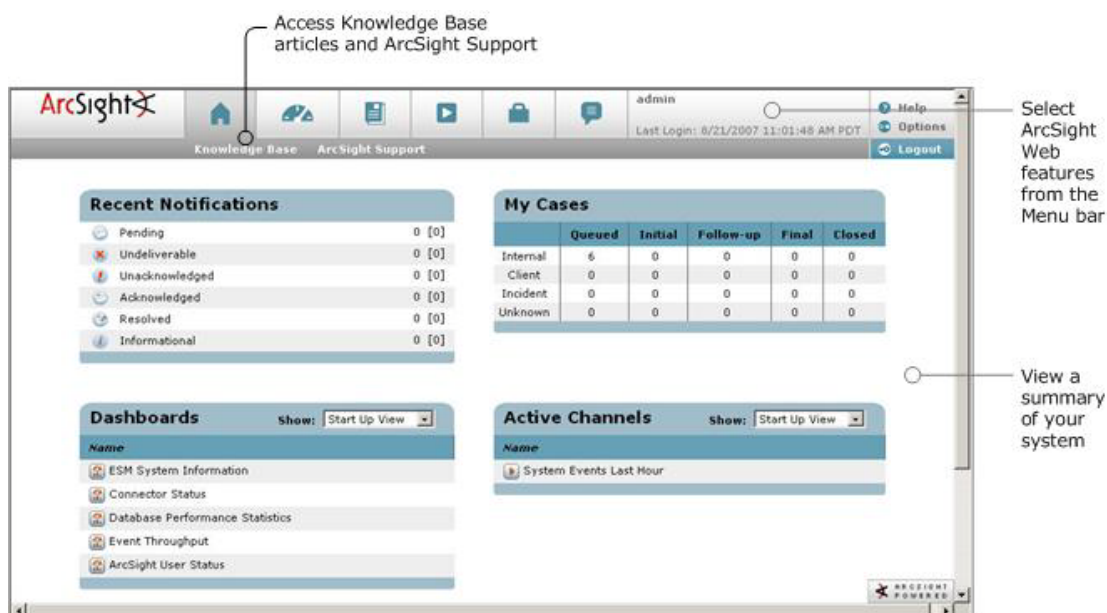 Access Knowledge Base
articles and ArcSight Support
ArcSight
admin
Last Login: 8/21/2007 11:01:48 AM PDT
Help
Options
Logout
Knowledge Base ArcSight Support
Select
ArcSight
Web
features
from the
Menu bar
Recent Notifications
Pending 0 [0]
Undeliverable 0 [0]
Unacknowledged 0 [0]
Acknowledged 0 [0]
Resolved 0 [0]
Informational 0 [0]
My Cases
Queued Initial Follow-up Final Closed
Internal 6 0 0 0 0
Client 0 0 0 0 0
Incident 0 0 0 0 0
Unknown 0 0 0 0 0
View a
summary
of your
system
Dashboards Show: Start Up View
Name
ESM System Information
Connector Status
Database Performance Statistics
Event Throughput
ArcSight User Status
Active Channels Show: Start Up View
Name
System Events Last Hour
ARCSIGHT
POWERED